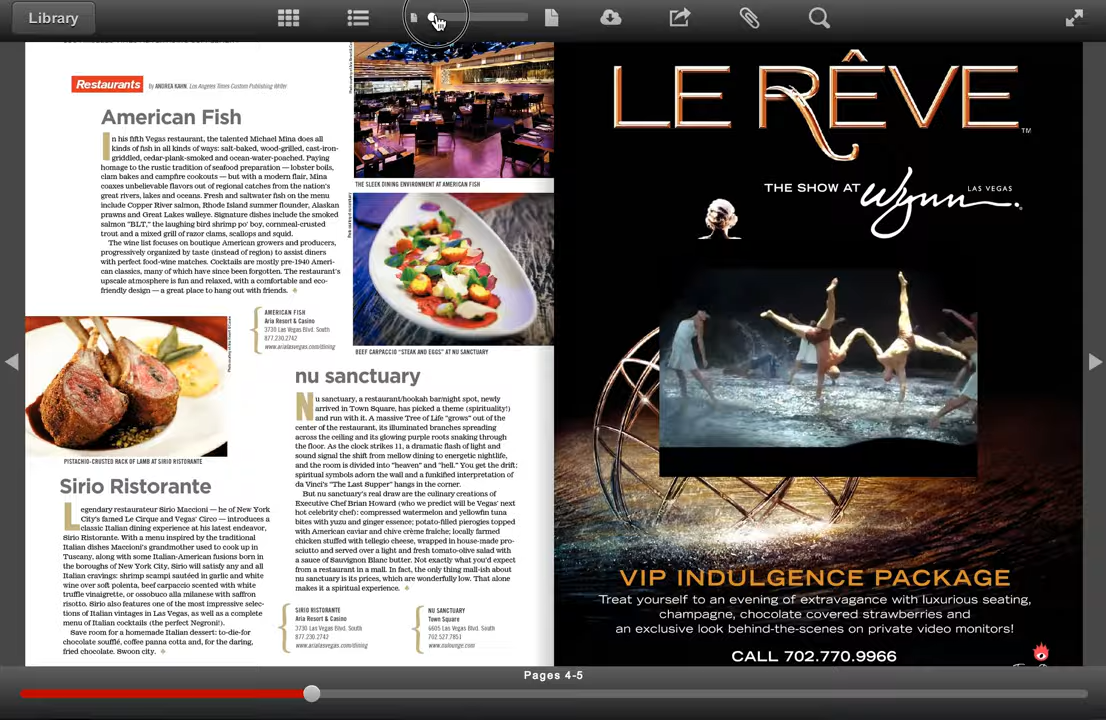 Library
Restaurants By ANDREA KAHN, Los Angeles Times Custom Publishing Writer
American Fish
In his fifth Vegas restaurant, the talented Michael Mina does all
kinds of fish in all kinds of ways: salt-baked, wood-grilled, cast-iron-
griddled, cedar-plank-smoked and ocean-water-poached. Paying
homage to the rustic tradition of seafood preparation — lobster boils,
clam bakes and campfire cookouts — but with a modern flair, Mina
coaxes unbelievable flavors out of regional catches from the nation's
great rivers, lakes and oceans. Fresh and saltwater fish on the menu
include Copper River salmon, Rhode Island summer flounder, Alaskan
prawns and Great Lakes walleye. Signature dishes include the smoked
salmon "BLT," the laughing bird shrimp po' boy, cornmeal-crusted
trout and a mixed grill of razor clams, scallops and squid.
The wine list focuses on boutique American growers and producers,
progressively organized by taste (instead of region) to assist diners
with perfect food-wine matches. Cocktails are mostly pre-1940 Ameri-
can classics, many of which have since been forgotten. The restaurant's
upscale atmosphere is fun and relaxed, with a comfortable and eco-
friendly design — a great place to hang out with friends.
AMERICAN FISH
Aria Resort & Casino
3730 Las Vegas Blvd. South
877.230.2742
www.arialasvegas.com/dining
THE SLEEK DINING ENVIRONMENT AT AMERICAN FISH
BEEF CARPACCIO "STEAK AND EGGS" AT NU SANCTUARY
PISTACHIO-CRUSTED RACK OF LAMB AT SIRIO RISTORANTE
Sirio Ristorante
Legendary restaurateur Sirio Maccioni — he of New York
City's famed Le Cirque and Vegas' Circo — introduces a
classic Italian dining experience at his latest endeavor,
Sirio Ristorante. With a menu inspired by the traditional
Italian dishes Maccioni's grandmother used to cook up in
Tuscany, along with some Italian-American fusions born in
the boroughs of New York City, Sirio will satisfy any and all
Italian cravings: shrimp scampi sautéed in garlic and white
wine over soft polenta, beef carpaccio scented with white
truffle vinaigrette, or ossobuco alla milanese with saffron
risotto. Sirio also features one of the most impressive selec-
tions of Italian vintages in Las Vegas, as well as a complete
menu of Italian cocktails (the perfect Negroni!).
Save room for a homemade Italian dessert: to-die-for
chocolate soufflé, coffee panna cotta and, for the daring,
fried chocolate. Swoon city.
SIRIO RISTORANTE
Aria Resort & Casino
3730 Las Vegas Blvd. South
877.230.2742
www.arialasvegas.com/dining
nu sanctuary
Nu sanctuary, a restaurant/hookah bar/night spot, newly
arrived in Town Square, has picked a theme (spirituality!)
and run with it. A massive Tree of Life "grows" out of the
center of the restaurant, its illuminated branches spreading
across the ceiling and its glowing purple roots snaking through
the floor. As the clock strikes 11, a dramatic flash of light and
sound signal the shift from mellow dining to energetic nightlife,
and the room is divided into "heaven" and "hell." You get the drift:
spiritual symbols adorn the wall and a funkified interpretation of
da Vinci's "The Last Supper" hangs in the corner.
But nu sanctuary's real draw are the culinary creations of
Executive Chef Brian Howard (who we predict will be Vegas' next
hot celebrity chef): compressed watermelon and yellowfin tuna
bites with yuzu and ginger essence; potato-filled pierogies topped
with American caviar and chive crème fraîche; locally farmed
chicken stuffed with tellegio cheese, wrapped in house-made pro-
sciutto and served over a light and fresh tomato-olive salad with
a sauce of Sauvignon Blanc butter. Not exactly what you'd expect
from a restaurant in a mall. In fact, the only thing mall-ish about
nu sanctuary is its prices, which are wonderfully low. That alone
makes it a spiritual experience.
NU SANCTUARY
Town Square
6605 Las Vegas Blvd. South
702.527.7851
www.nulounge.com
LE RÊVE
TM
THE SHOW AT wynn LAS VEGAS
VIP INDULGENCE PACKAGE
Treat yourself to an evening of extravagance with luxurious seating,
champagne, chocolate covered strawberries and
an exclusive look behind-the-scenes on private video monitors!
CALL 702.770.9966
Pages 4-5